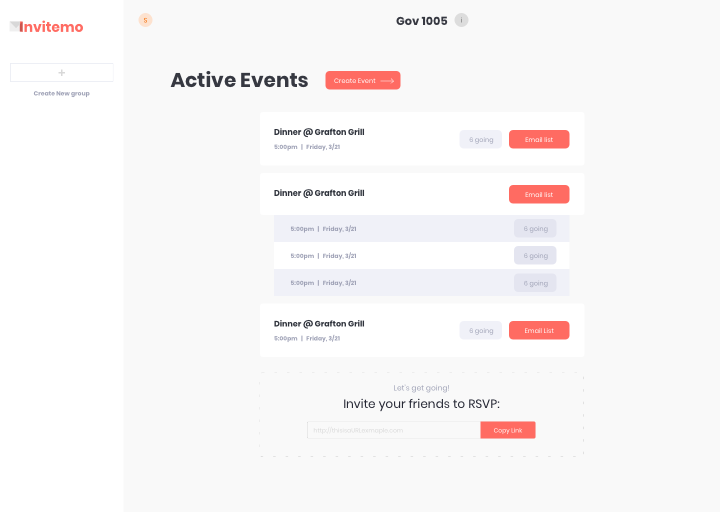 Invitemo
+
Create New group
S
Gov 1005
i
Active Events
Create Event
Dinner @ Grafton Grill
5:00pm | Friday, 3/21
6 going
Email list
Dinner @ Grafton Grill
Email list
5:00pm | Friday, 3/21
6 going
5:00pm | Friday, 3/21
6 going
5:00pm | Friday, 3/21
6 going
Dinner @ Grafton Grill
5:00pm | Friday, 3/21
6 going
Email List
Let's get going!
Invite your friends to RSVP:
Copy Link